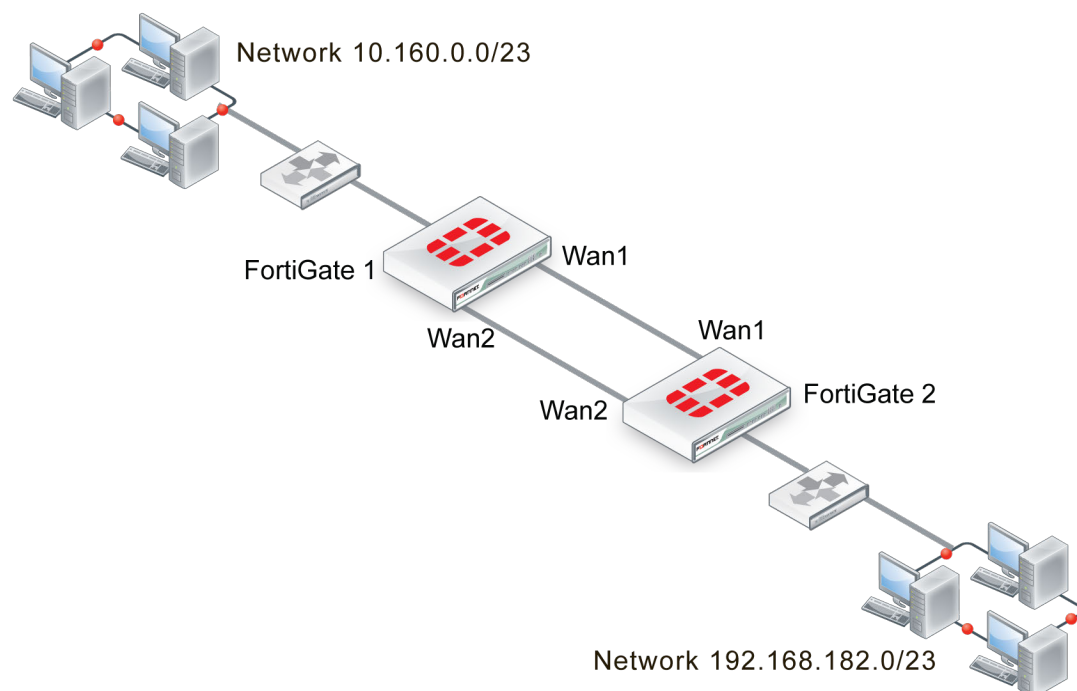 Network 10.160.0.0/23
FortiGate 1
Wan1
Wan2
Wan1
Wan2
FortiGate 2
Network 192.168.182.0/23